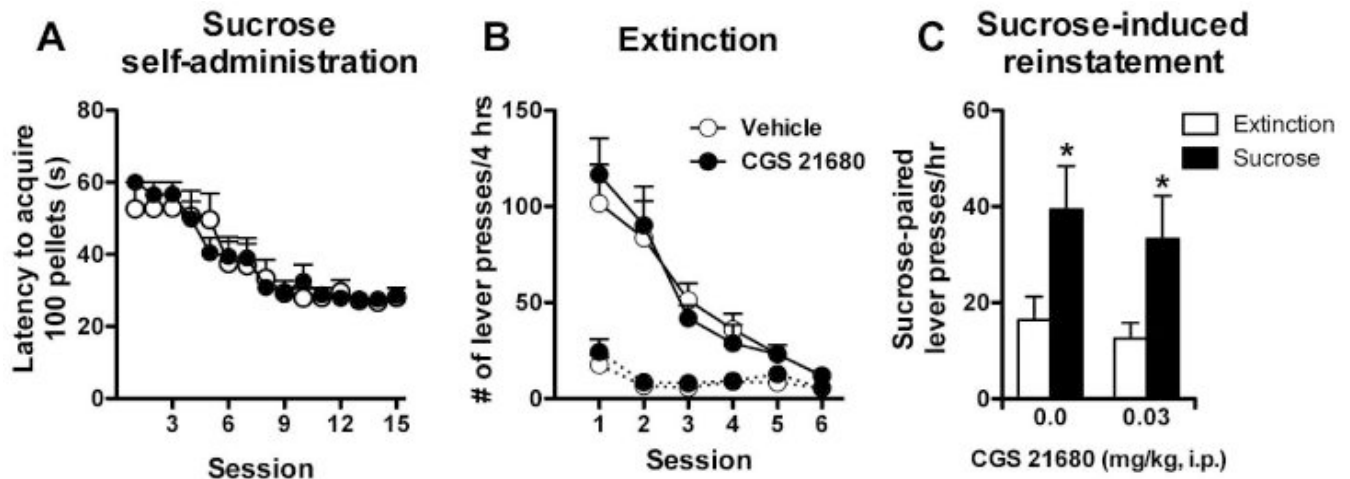 A
Sucrose
self-administration
Latency to acquire
100 pellets (s)
80
60
40
20
0
3
6
9
12
15
Session
B
Extinction
# of lever presses/4 hrs
150
100
50
0
Vehicle
CGS 21680
1
2
3
4
5
6
Session
C
Sucrose-induced
reinstatement
Sucrose-paired
lever presses/hr
60
40
20
0
Extinction
Sucrose
*
*
0.0
0.03
CGS 21680 (mg/kg, i.p.)